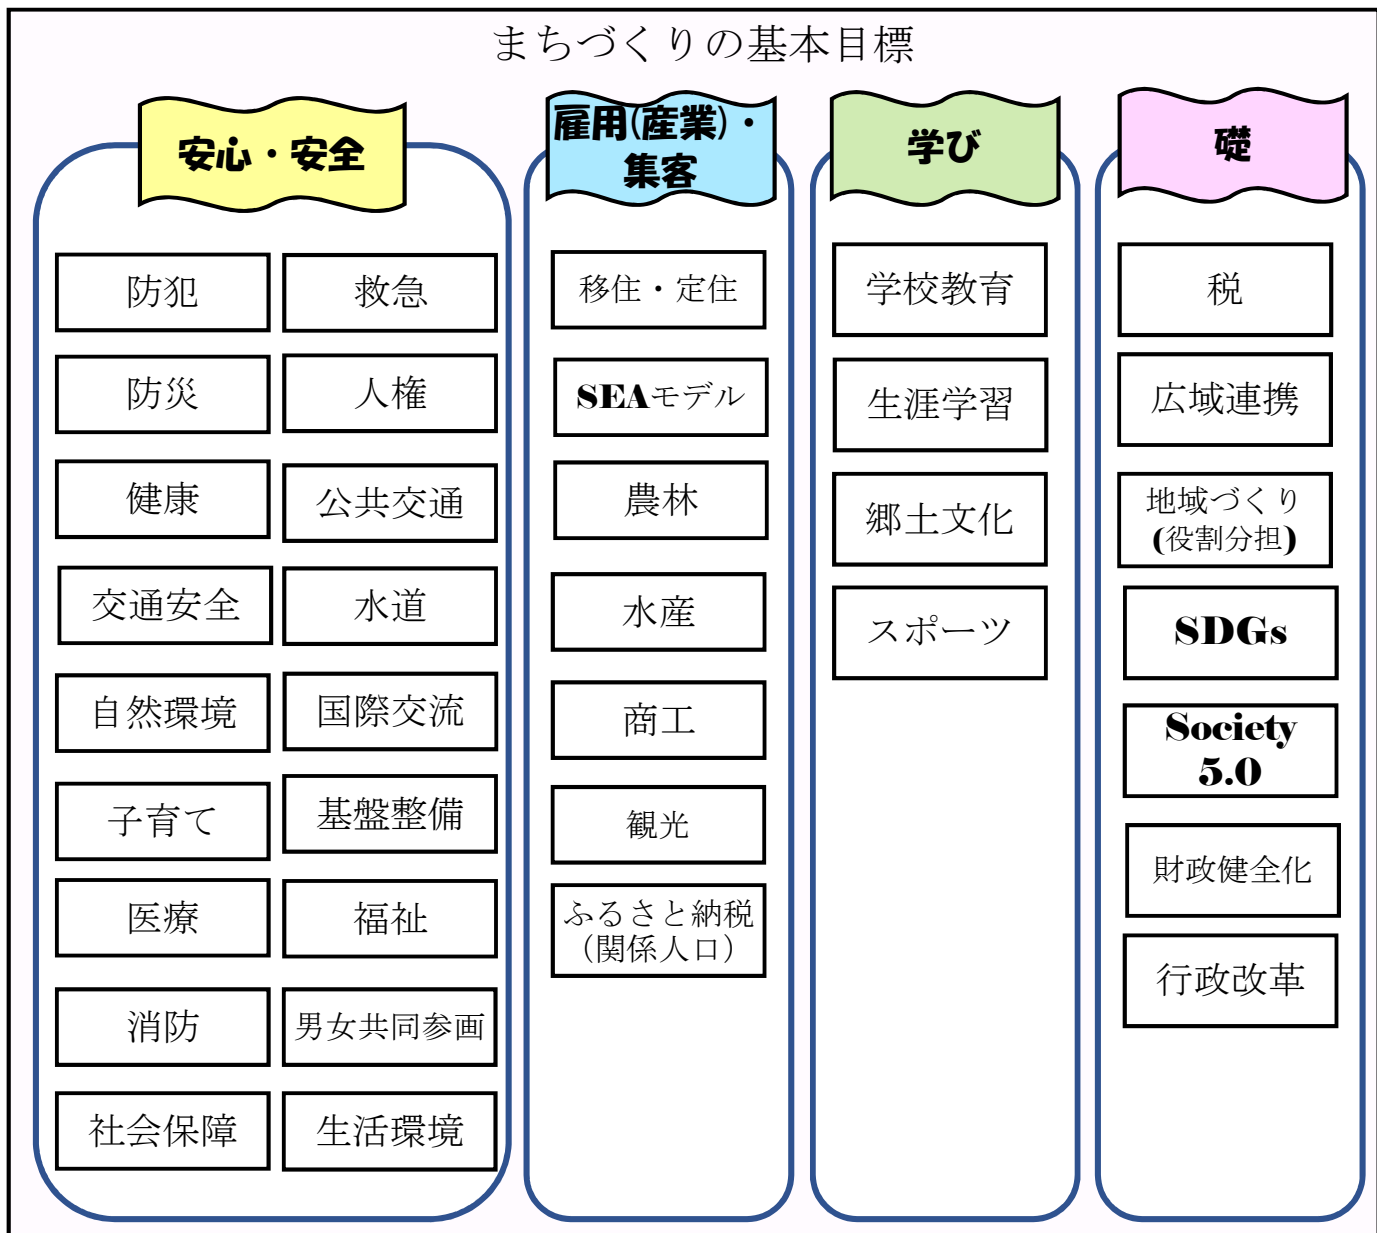 まちづくりの基本目標
安心・安全
防犯
救急
防災
人権
健康
公共交通
交通安全
水道
自然環境
国際交流
子育て
基盤整備
医療
福祉
消防
男女共同参画
社会保障
生活環境
雇用(産業)・
集客
移住・定住
SEAモデル
農林
水産
商工
観光
ふるさと納税
（関係人口）
学び
学校教育
生涯学習
郷土文化
スポーツ
礎
税
広域連携
地域づくり
(役割分担)
SDGs
Society
5.0
財政健全化
行政改革